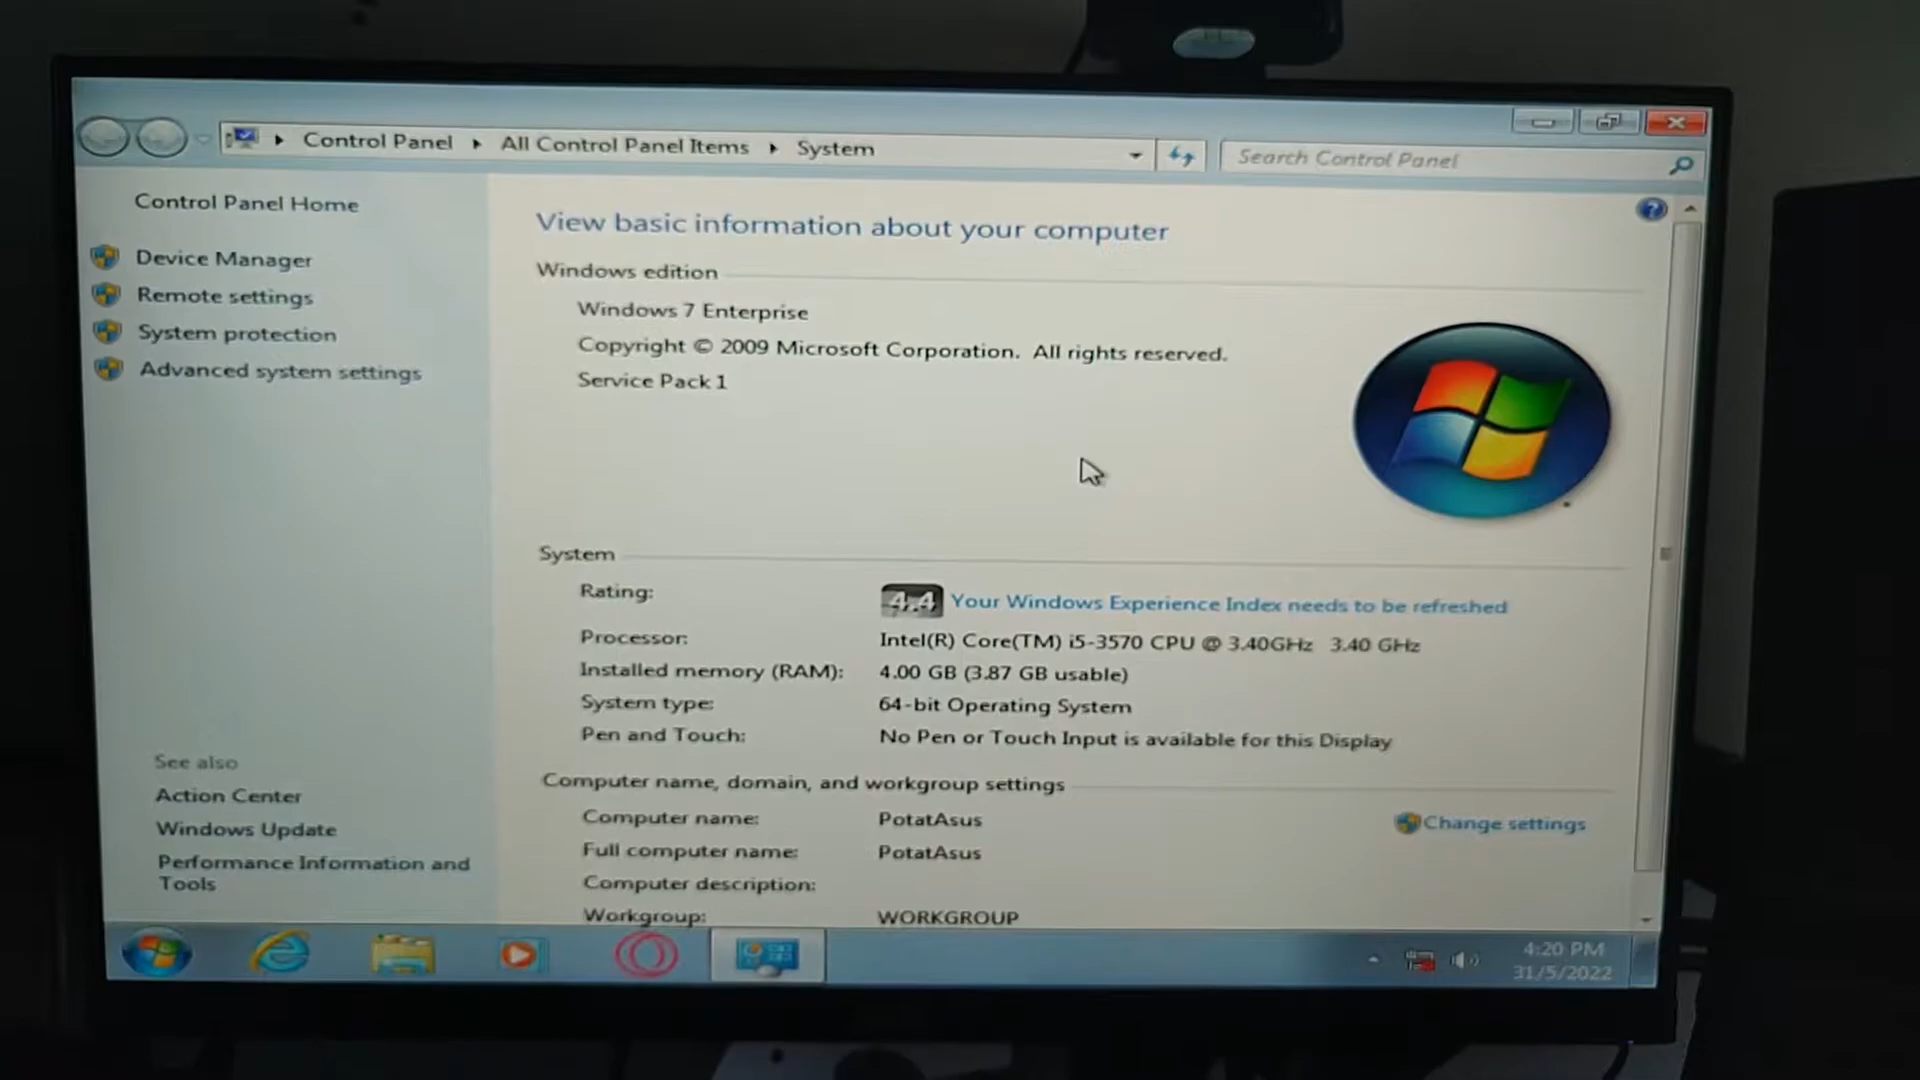 Control Panel ▸ All Control Panel Items ▸ System
Search Control Panel
Control Panel Home
Device Manager
Remote settings
System protection
Advanced system settings
See also
Action Center
Windows Update
Performance Information and
Tools
View basic information about your computer
Windows edition
Windows 7 Enterprise
Copyright © 2009 Microsoft Corporation. All rights reserved.
Service Pack 1
System
Rating: 4.4 Your Windows Experience Index needs to be refreshed
Processor: Intel(R) Core(TM) i5-3570 CPU @ 3.40GHz 3.40 GHz
Installed memory (RAM): 4.00 GB (3.87 GB usable)
System type: 64-bit Operating System
Pen and Touch: No Pen or Touch Input is available for this Display
Computer name, domain, and workgroup settings
Computer name: PotatAsus
Change settings
Full computer name: PotatAsus
Computer description:
Workgroup: WORKGROUP
4:20 PM
31/5/2022